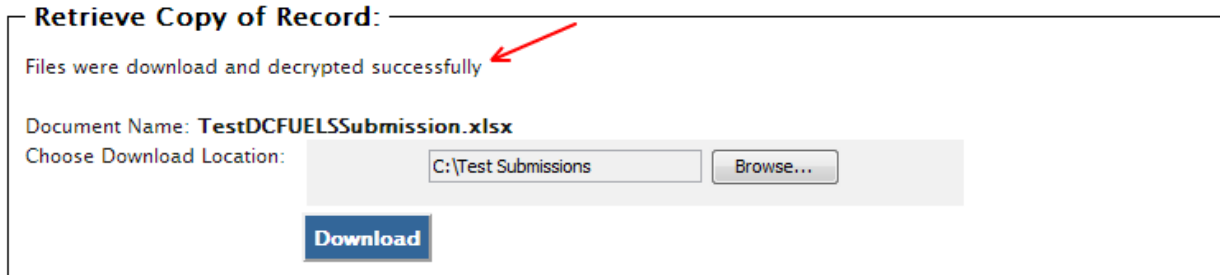 Retrieve Copy of Record:
Files were download and decrypted successfully
Document Name: TestDCFUELSSubmission.xlsx
Choose Download Location:
C:\Test Submissions
Browse...
Download